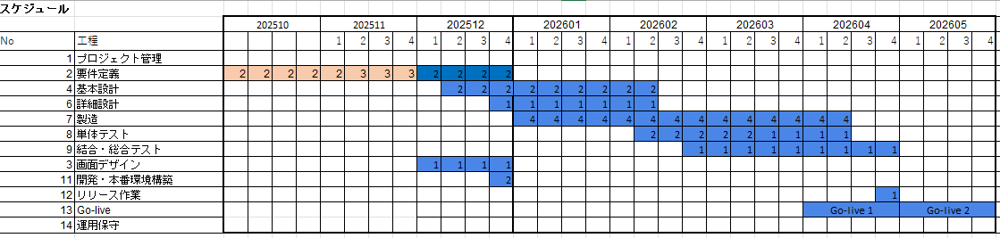 スケジュール
202510 202511 202512 202601 202602 202603 202604 202605
No 工程 1 2 3 4 1 2 3 4 1 2 3 4 1 2 3 4 1 2 3 4 1 2 3 4 1 2 3 4
1 プロジェクト管理
2 要件定義 2 2 2 2 2 3 3 3 2 2 2 2
4 基本設計 2 2 2 2 2 2 2 2 2
6 詳細設計 1 1 1 1 1 1 1
7 製造 4 4 4 4 4 4 4 4 4 4 4 4 4 4
8 単体テスト 2 2 2 2 2 1 1 1 1
9 結合・総合テスト 1 1 1 1 1 1 1 1 1
3 画面デザイン 1 1 1 1
11 開発・本番環境構築 2
12 リリース作業 1
13 Go-live Go-live 1 Go-live 2
14 運用保守